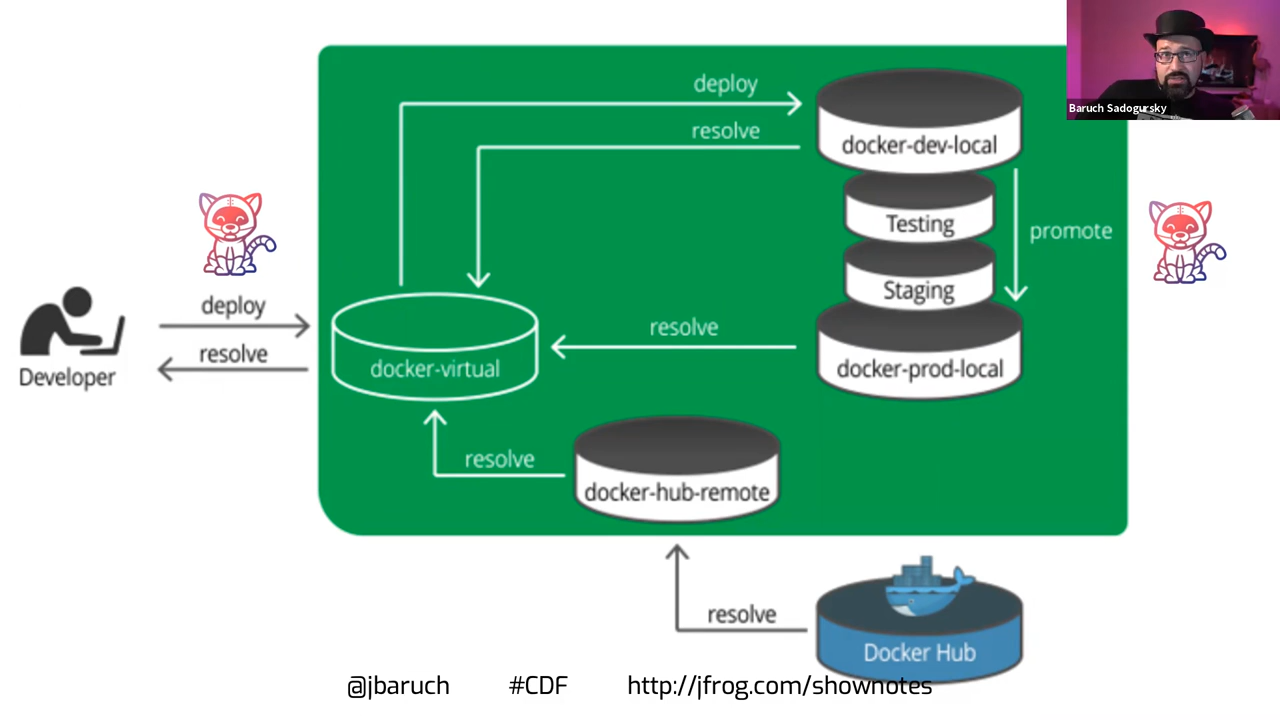 Baruch Sadogursky
deploy
resolve
docker-dev-local
Testing
promote
Staging
deploy
resolve
Developer
docker-virtual
resolve
docker-prod-local
resolve
docker-hub-remote
resolve
Docker Hub
@jbaruch #CDF http://jfrog.com/shownotes